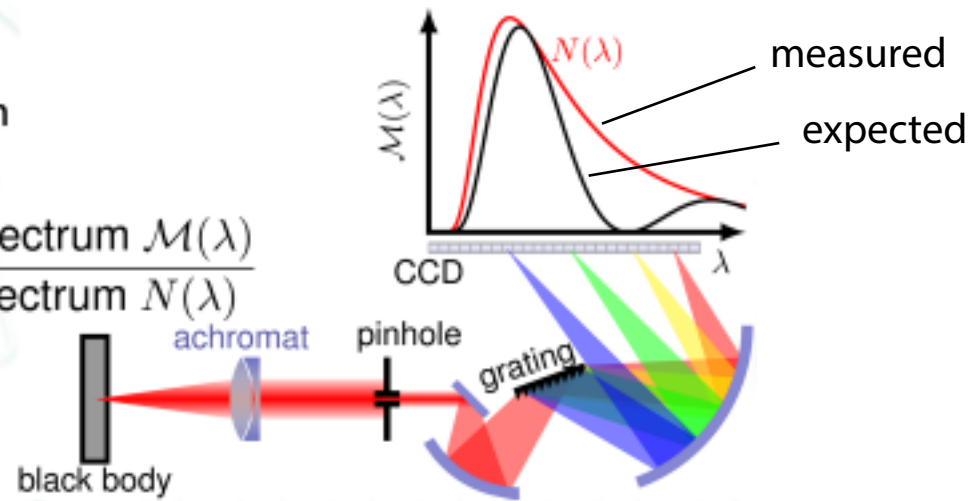 N(λ)
measured
M(λ)
expected
ectrum M(λ)
ectrum N(λ)
CCD
λ
achromat
pinhole
grating
black body